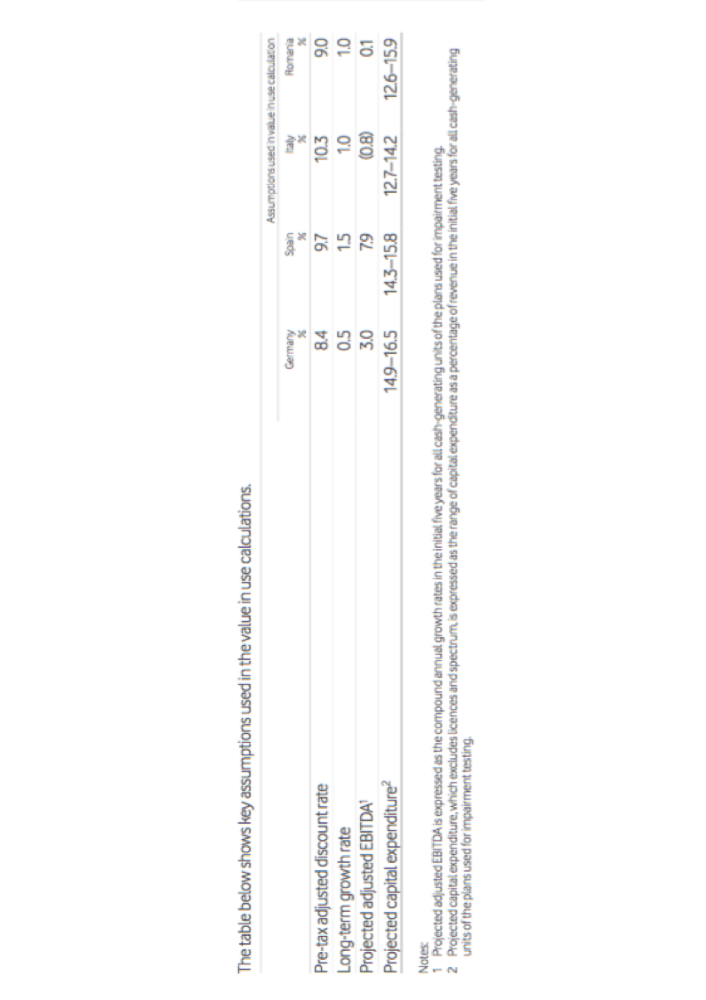 The table below shows key assumptions used in the value in use calculations.
Assumptions used in value in use calculation
Germany Spain Italy Romania
% % % %
Pre-tax adjusted discount rate 8.4 9.7 10.3 9.0
Long-term growth rate 0.5 1.5 1.0 1.0
Projected adjusted EBITDA¹ 3.0 7.9 (0.8) 0.1
Projected capital expenditure² 14.9–16.5 14.3–15.8 12.7–14.2 12.6–15.9
Notes:
1 Projected adjusted EBITDA is expressed as the compound annual growth rates in the initial five years for all cash-generating units of the plans used for impairment testing.
2 Projected capital expenditure, which excludes licences and spectrum, is expressed as the range of capital expenditure as a percentage of revenue in the initial five years for all cash-generating
units of the plans used for impairment testing.